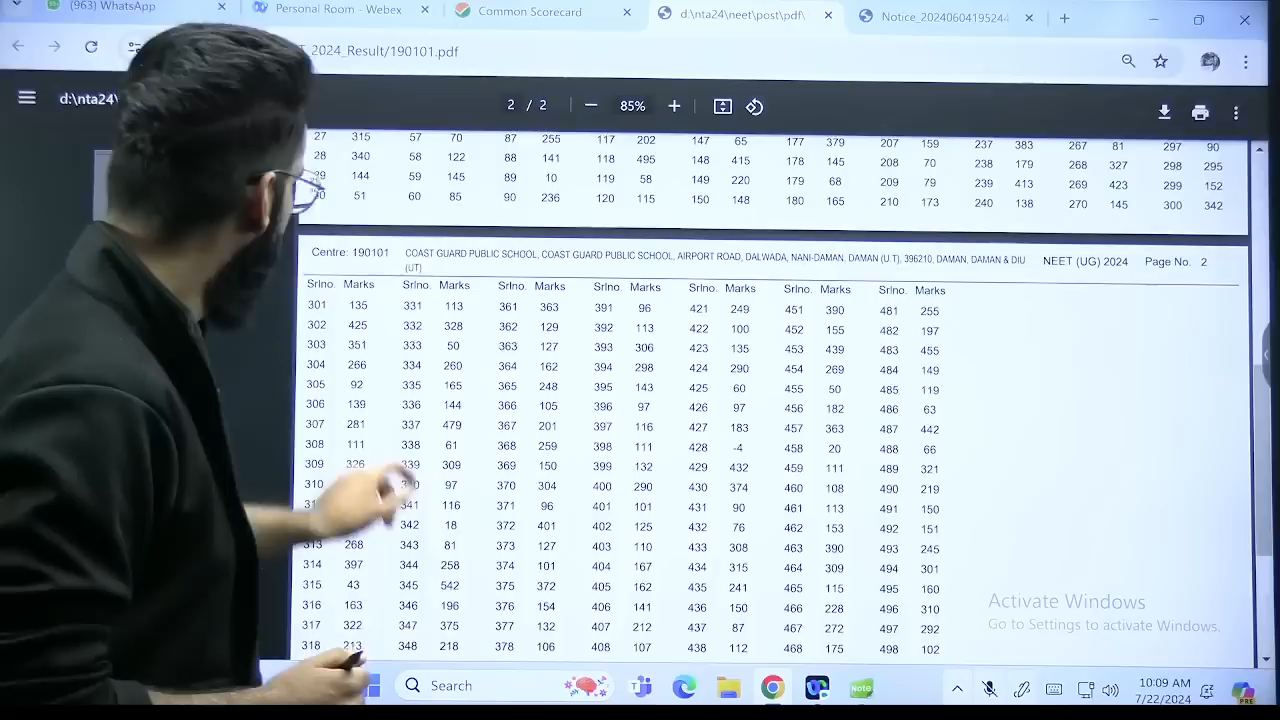 (963) WhatsApp
Personal Room - Webex
Common Scorecard
d:\nta24\neet\post\pdf\
Notice_2024060419524
_2024_Result/190101.pdf
d:\nta24\
2 / 2
85%
27 315 57 70 87 255 117 202 147 65 177 379 207 159 237 383 267 81 297 90
28 340 58 122 88 141 118 495 148 415 178 145 208 70 238 179 268 327 298 295
29 144 59 145 89 10 119 58 149 220 179 68 209 79 239 413 269 423 299 152
51 60 85 90 236 120 115 150 148 180 165 210 173 240 138 270 145 300 342
Centre: 190101 COAST GUARD PUBLIC SCHOOL, COAST GUARD PUBLIC SCHOOL, AIRPORT ROAD, DALWADA, NANI-DAMAN. DAMAN (U.T), 396210, DAMAN, DAMAN & DIU NEET (UG) 2024 Page No. 2
(UT)
Srlno. Marks Srlno. Marks Srlno. Marks Srlno. Marks Srlno. Marks Srlno. Marks Srlno. Marks
301 135 331 113 361 363 391 96 421 249 451 390 481 255
302 425 332 328 362 129 392 113 422 100 452 155 482 197
303 351 333 50 363 127 393 306 423 135 453 439 483 455
304 266 334 260 364 162 394 298 424 290 454 269 484 149
305 92 335 165 365 248 395 143 425 60 455 50 485 119
306 139 336 144 366 105 396 97 426 97 456 182 486 63
307 281 337 479 367 201 397 116 427 183 457 363 487 442
308 111 338 61 368 259 398 111 428 -4 458 20 488 66
309 326 339 309 369 150 399 132 429 432 459 111 489 321
310 97 370 304 400 290 430 374 460 108 490 219
341 116 371 96 401 101 431 90 461 113 491 150
342 18 372 401 402 125 432 76 462 153 492 151
313 268 343 81 373 127 403 110 433 308 463 390 493 245
314 397 344 258 374 101 404 167 434 315 464 309 494 301
315 43 345 542 375 372 405 162 435 241 465 115 495 160
316 163 346 196 376 154 406 141 436 150 466 228 496 310
317 322 347 375 377 132 407 212 437 87 467 272 497 292
318 213 348 218 378 106 408 107 438 112 468 175 498 102
Activate Windows
Go to Settings to activate Windows.
Search
Note
10:09 AM
7/22/2024
PRE